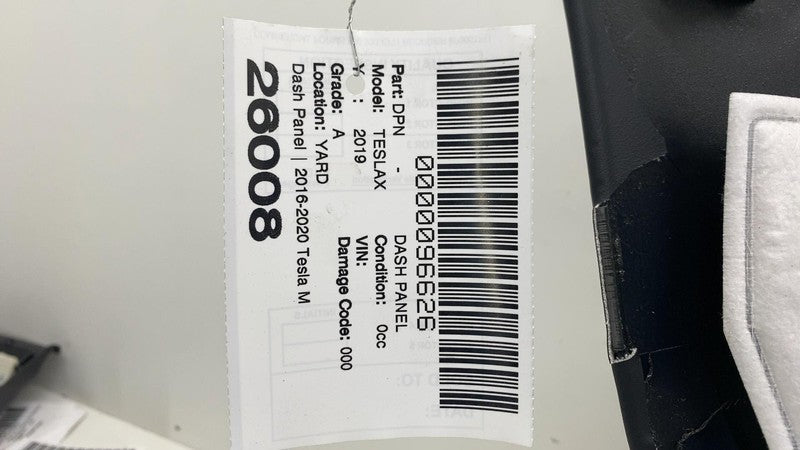 0000096626
Part: DPN - DASH PANEL
Model: TESLAX Condition: 0cc
Y : 2019 VIN:
Grade: A Damage Code: 000
Location: YARD
Dash Panel | 2016-2020 Tesla M
26008